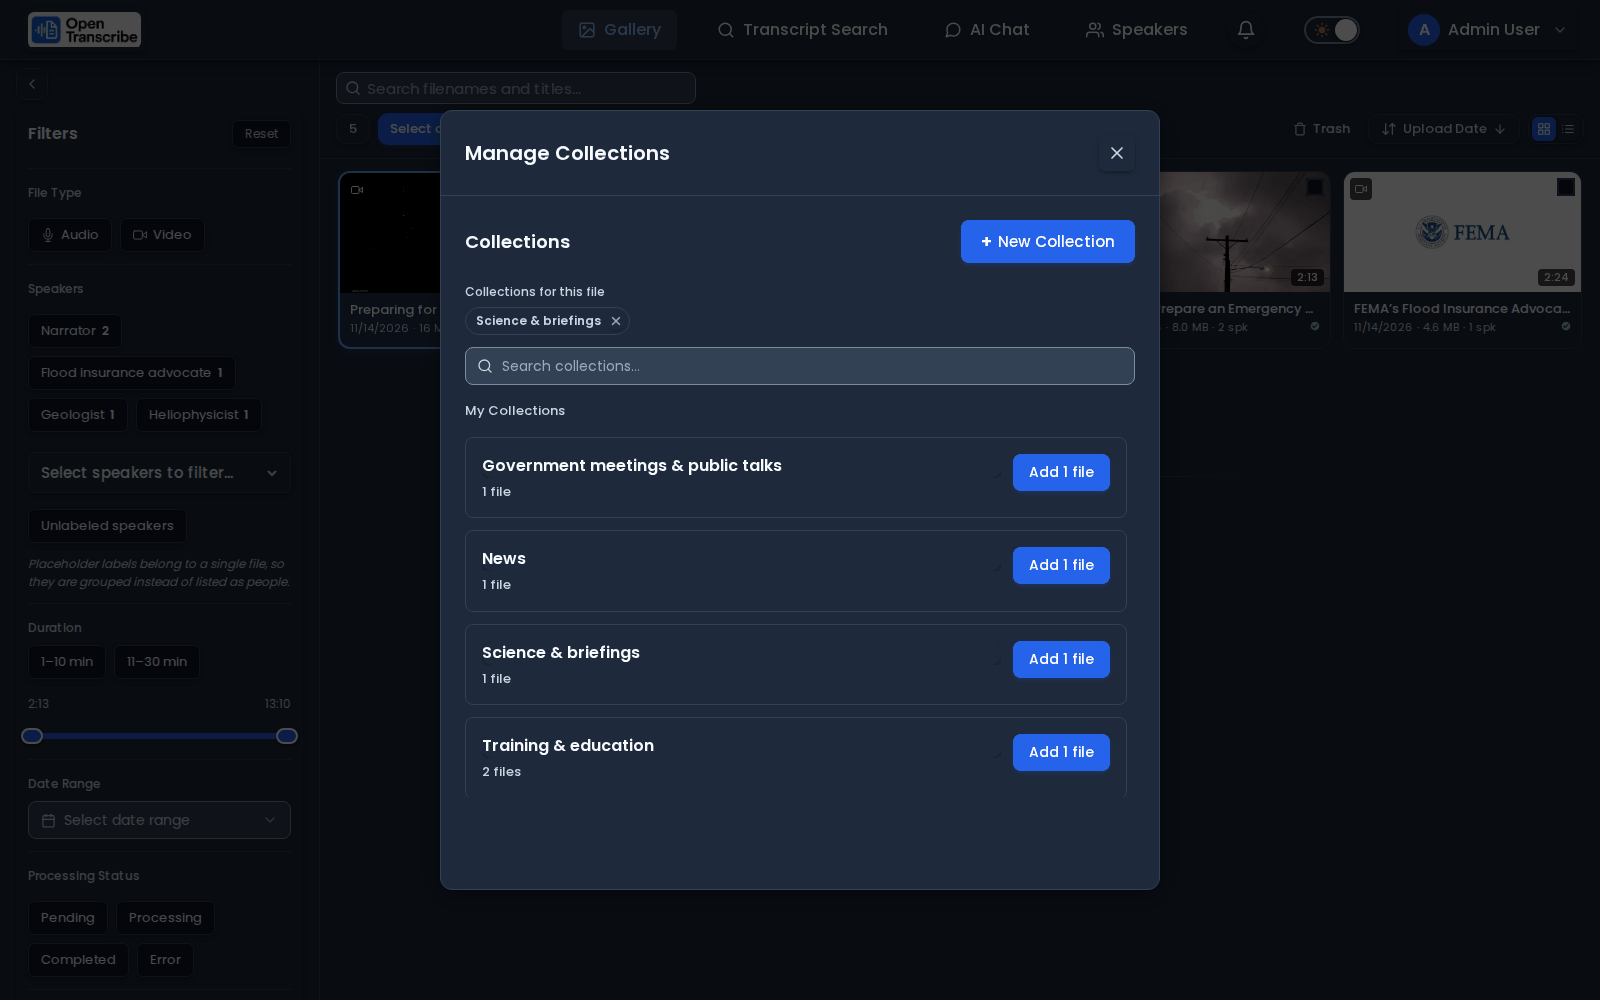 Open
Transcribe
Gallery
Transcript Search
AI Chat
Speakers
A
Admin User
Search filenames and titles...
Filters
Reset
5
Select
Trash
Upload Date
File Type
Audio
Video
Speakers
Narrator 2
Flood insurance advocate 1
Geologist 1
Heliophysicist 1
Select speakers to filter...
Unlabeled speakers
Placeholder labels belong to a single file, so
they are grouped instead of listed as people.
Duration
1–10 min
11–30 min
2:13
13:10
Date Range
Select date range
Processing Status
Pending
Processing
Completed
Error
Preparing for
11/14/2026 · 16 M
Manage Collections
Collections
+ New Collection
Collections for this file
Science & briefings
Search collections...
My Collections
Government meetings & public talks
1 file
Add 1 file
News
1 file
Add 1 file
Science & briefings
1 file
Add 1 file
Training & education
2 files
Add 1 file
2:13
repare an Emergency ...
· 8.0 MB · 2 spk
FEMA
2:24
FEMA's Flood Insurance Advoca...
11/14/2026 · 4.6 MB · 1 spk